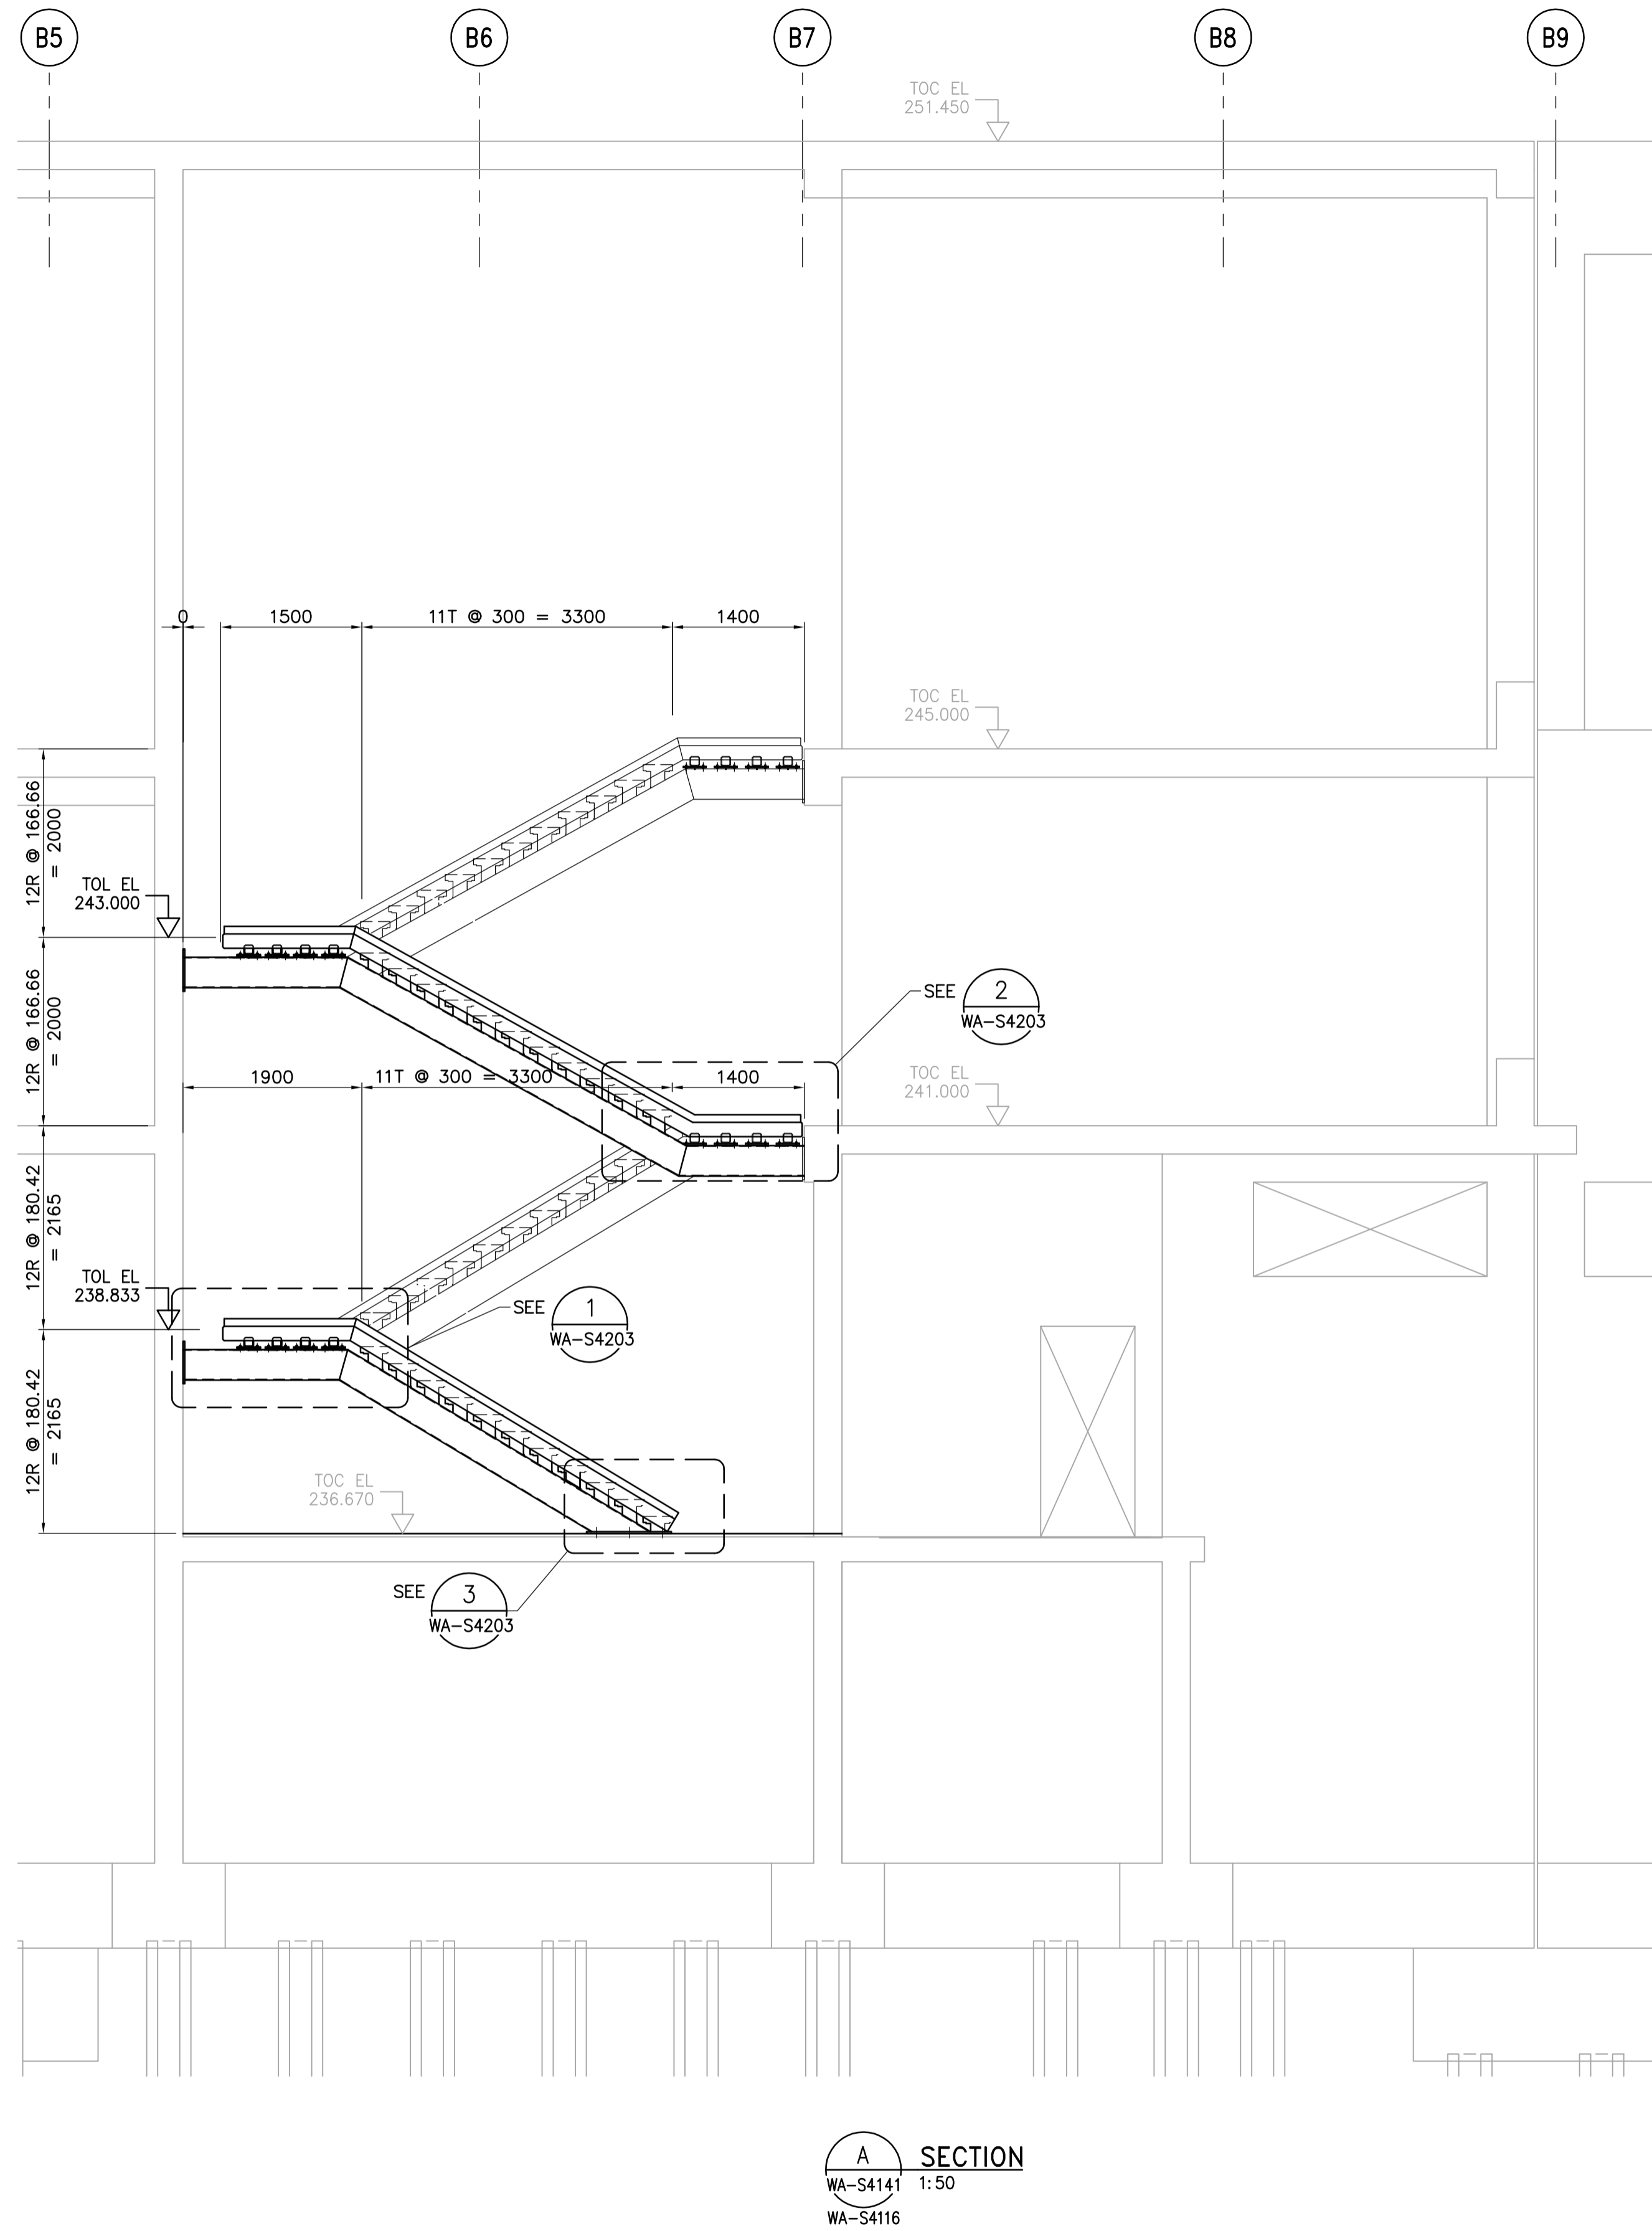 B5
B6
B7
B8
B9
TOC EL
251.450
0
1500
11T @ 300 = 3300
1400
TOC EL
245.000
12R @ 166.66
= 2000
TOL EL
243.000
SEE
2
WA-S4203
12R @ 166.66
= 2000
1900
11T @ 300 = 3300
1400
TOC EL
241.000
12R @ 180.42
= 2165
TOL EL
238.833
SEE
1
WA-S4203
12R @ 180.42
= 2165
TOC EL
236.670
SEE
3
WA-S4203
A
SECTION
WA-S4141
1:50
WA-S4116